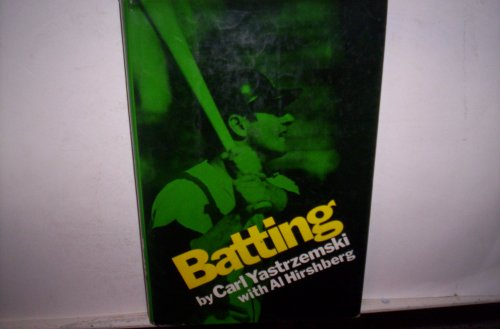 Batting
by Carl Yastrzemski
with Al Hirshberg